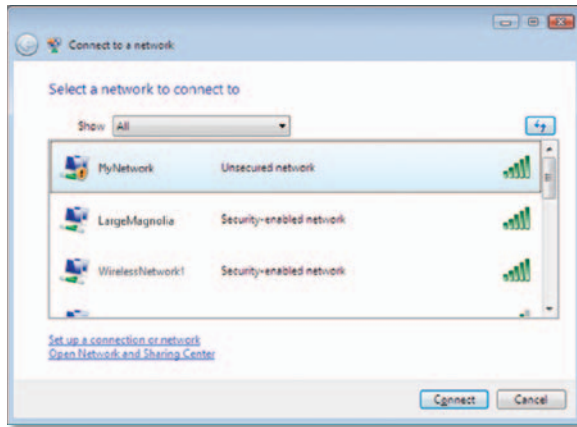 Connect to a network
Select a network to connect to
Show All
MyNetwork Unsecured network
LargeMagnolia Security-enabled network
WirelessNetwork1 Security-enabled network
Set up a connection or network
Open Network and Sharing Center
Connect Cancel